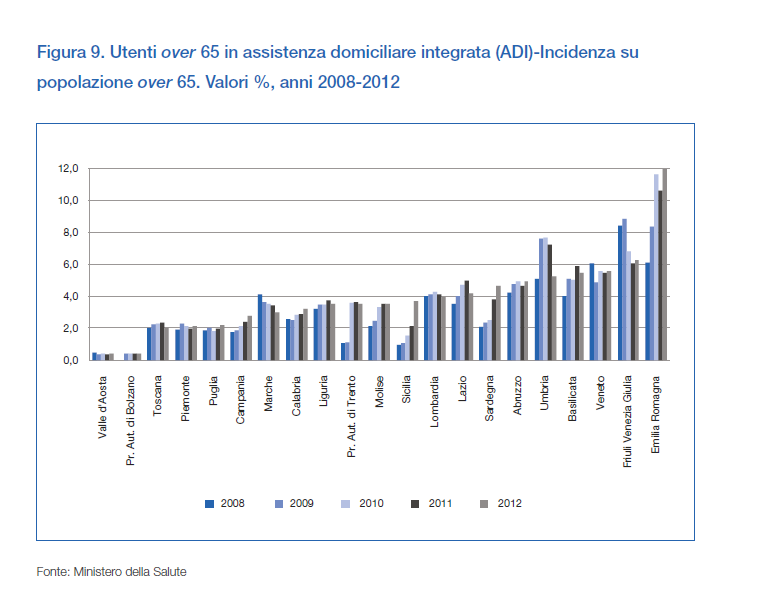 Figura 9. Utenti over 65 in assistenza domiciliare integrata (ADI)-Incidenza su
popolazione over 65. Valori %, anni 2008-2012
12,0
10,0
8,0
6,0
4,0
2,0
0,0
Valle d'Aosta
Pr. Aut. di Bolzano
Toscana
Piemonte
Puglia
Campania
Marche
Calabria
Liguria
Pr. Aut. di Trento
Molise
Sicilia
Lombardia
Lazio
Sardegna
Abruzzo
Umbria
Basilicata
Veneto
Friuli Venezia Giulia
Emilia Romagna
2008 2009 2010 2011 2012
Fonte: Ministero della Salute